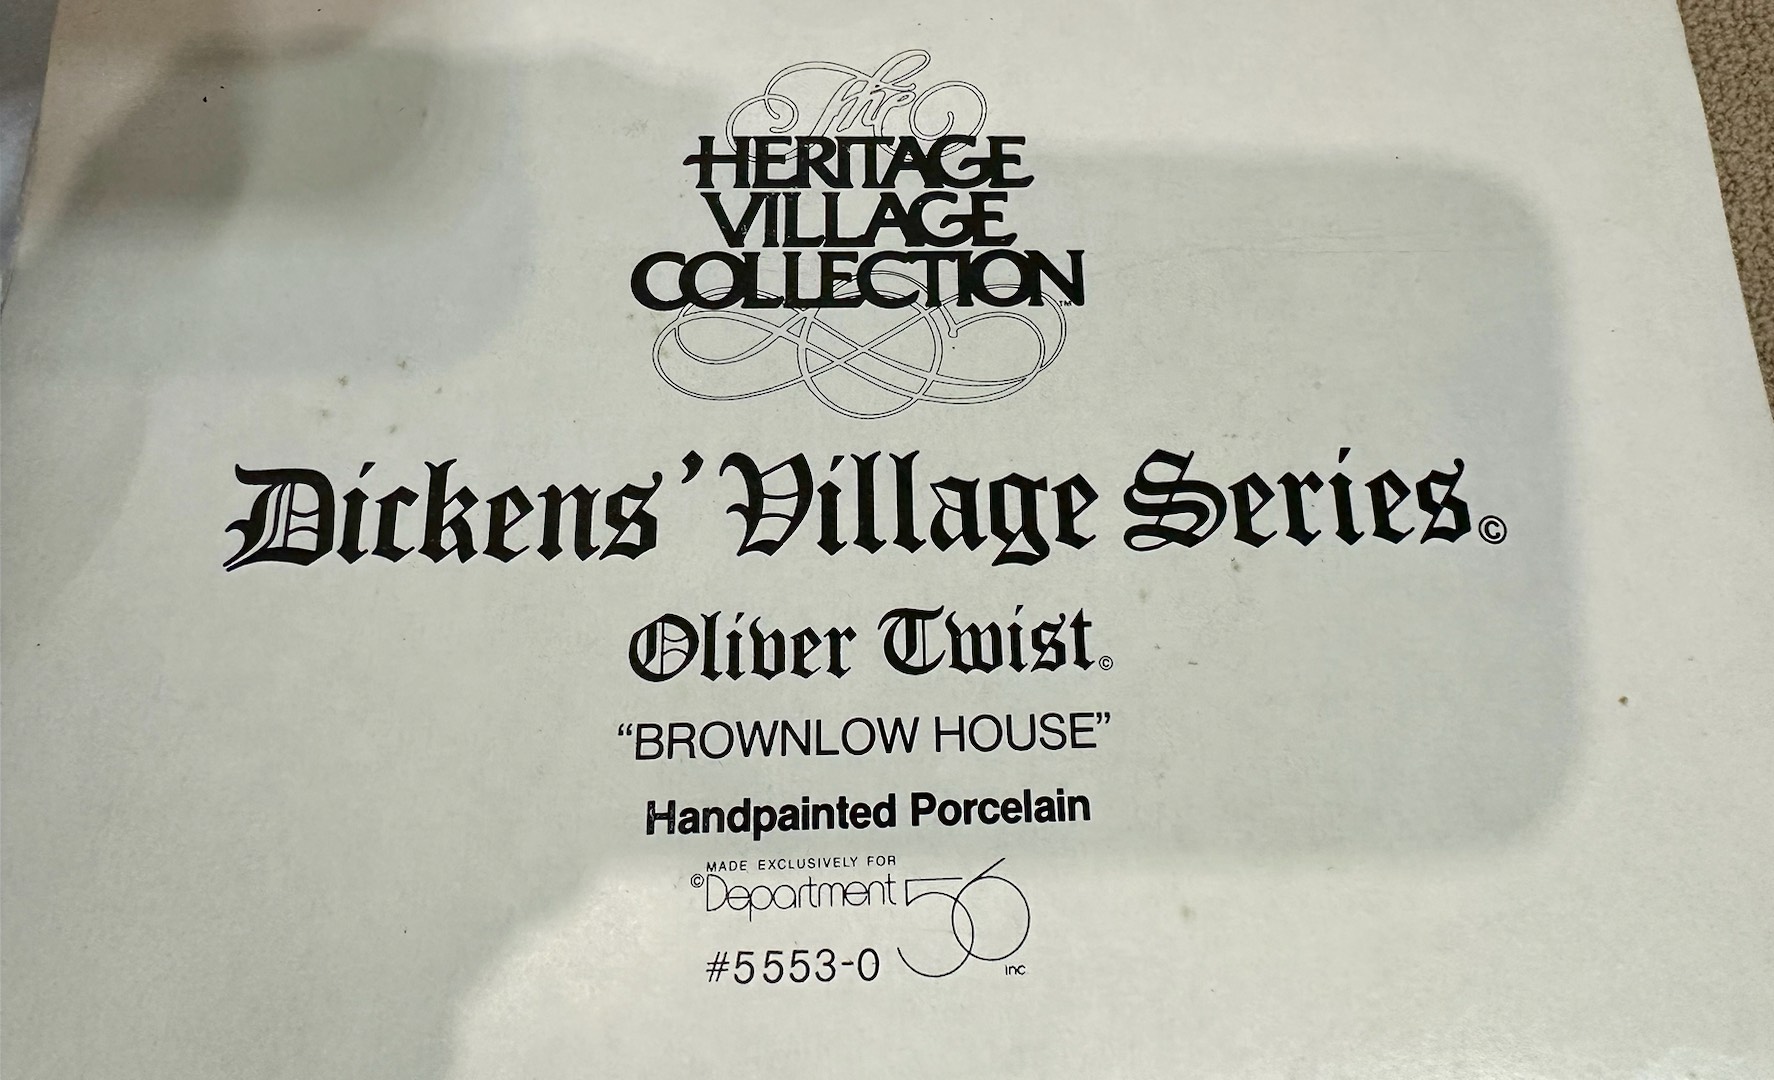 The
HERITAGE
VILLAGE
COLLECTION™
Dickens' Village Series©
Oliver Twist©
“BROWNLOW HOUSE”
Handpainted Porcelain
MADE EXCLUSIVELY FOR
©Department 56 inc
#5553-0